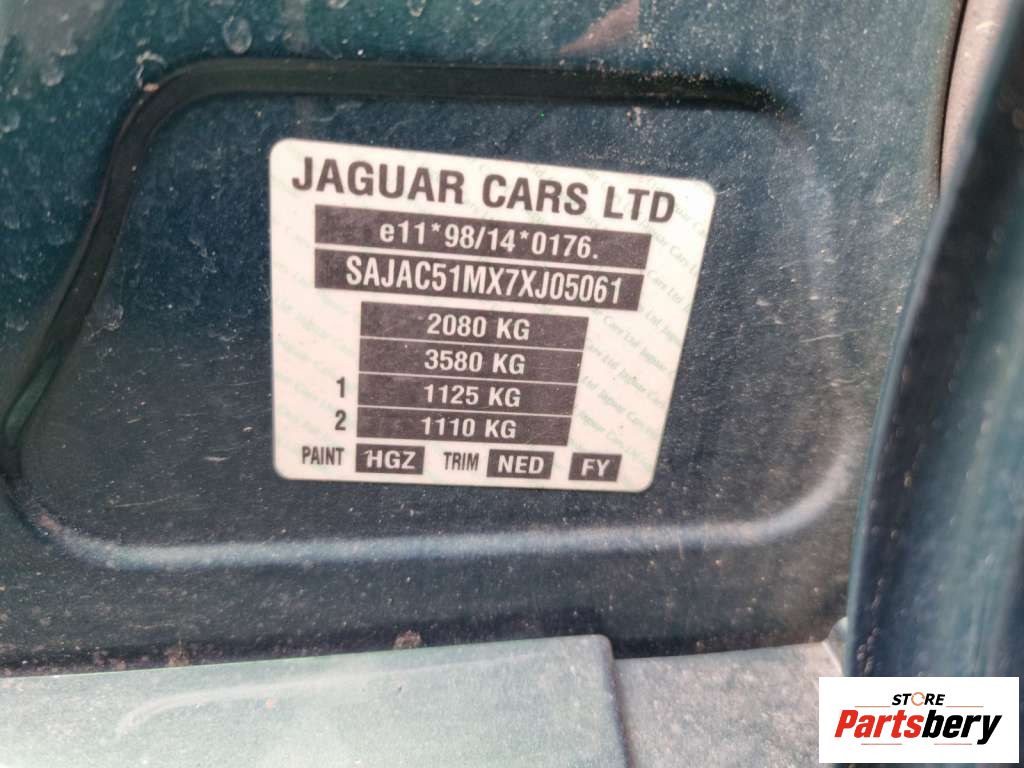 JAGUAR CARS LTD
e11*98/14*0176.
SAJAC51MX7XJ05061
2080 KG
3580 KG
1 1125 KG
2 1110 KG
PAINT HGZ TRIM NED FY
STORE
Partsbery